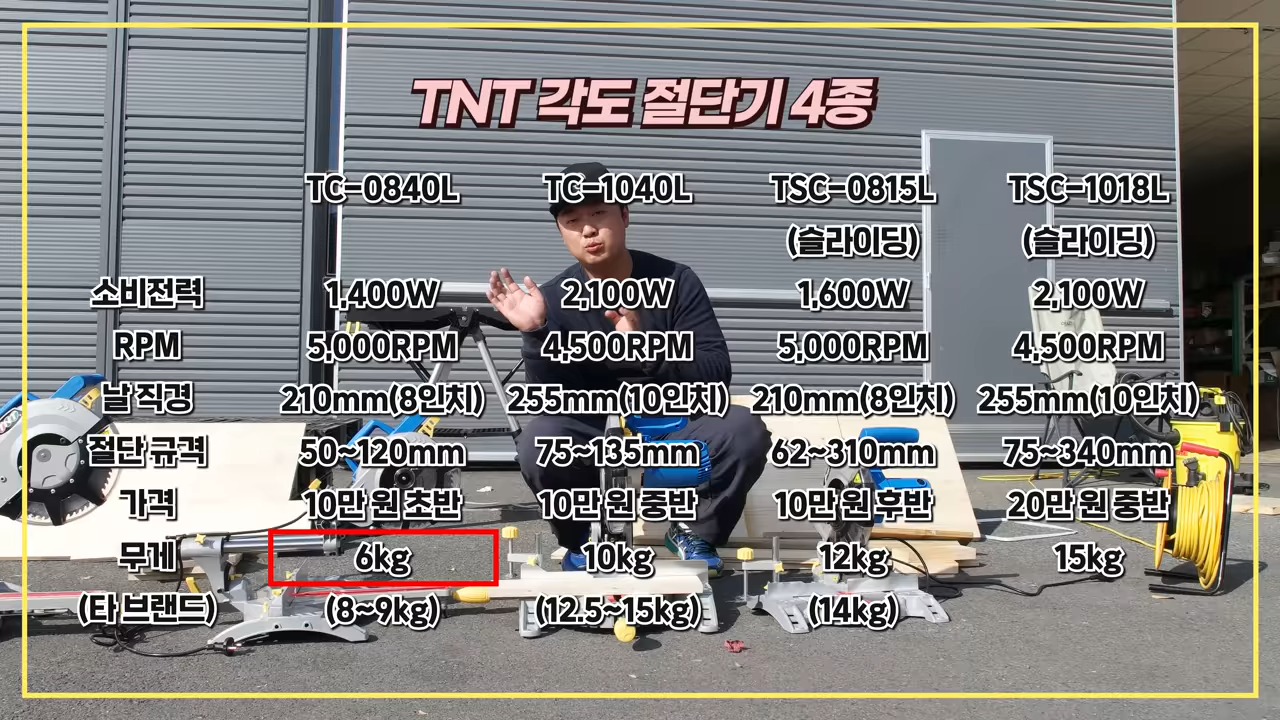 TNT 각도 절단기 4종
TC-0840L TC-1040L TSC-0815L TSC-1018L
(슬라이딩) (슬라이딩)
소비전력 1,400W 2,100W 1,600W 2,100W
RPM 5,000RPM 4,500RPM 5,000RPM 4,500RPM
날 직경 210mm(8인치) 255mm(10인치) 210mm(8인치) 255mm(10인치)
절단 규격 50~120mm 75~135mm 62~310mm 75~340mm
가격 10만 원 초반 10만 원 중반 10만 원 후반 20만 원 중반
무게 6kg 10kg 12kg 15kg
(타 브랜드) (8~9kg) (12.5~15kg) (14kg)